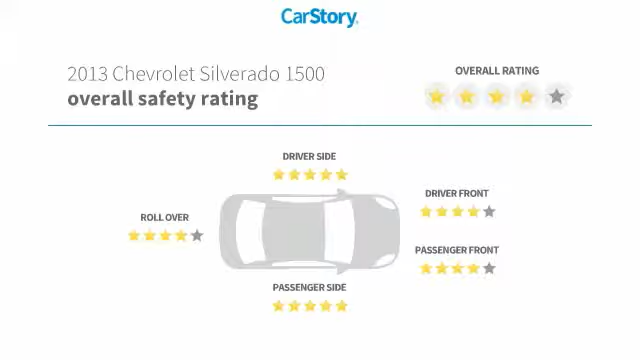 CarStory
2013 Chevrolet Silverado 1500
overall safety rating
OVERALL RATING
DRIVER SIDE
DRIVER FRONT
ROLL OVER
PASSENGER FRONT
PASSENGER SIDE